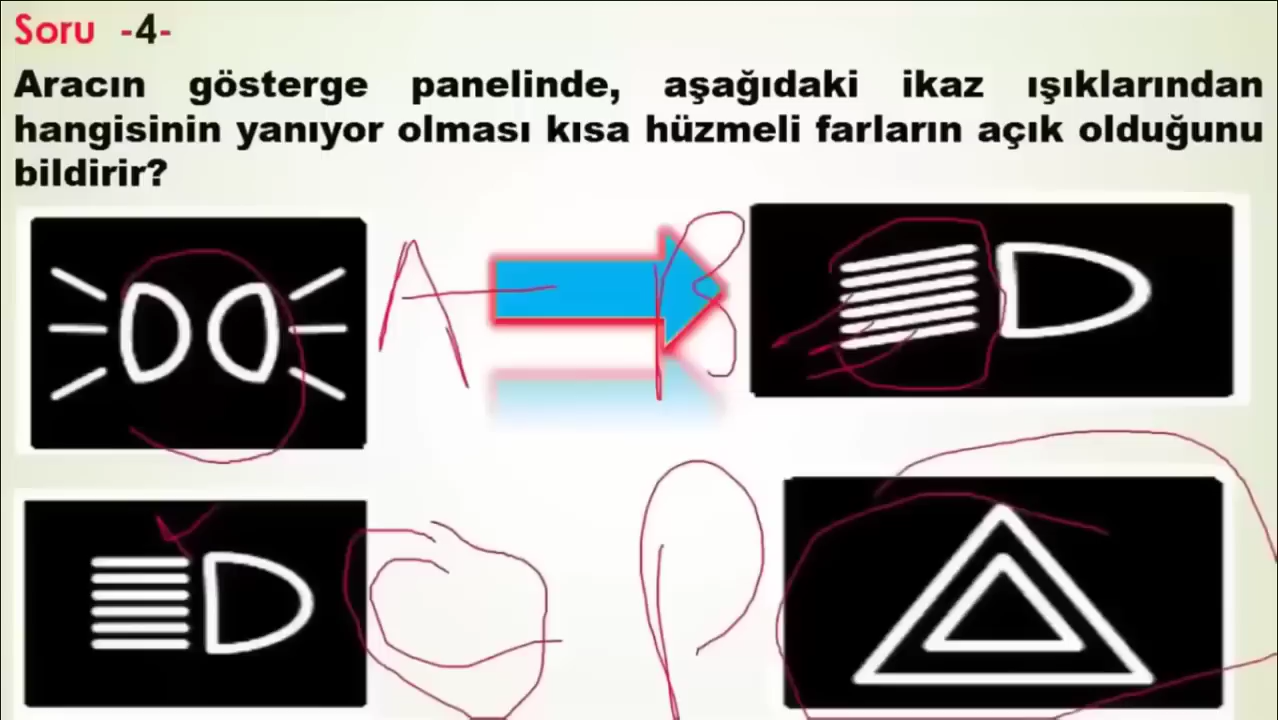 Soru -4-
Aracın gösterge panelinde, aşağıdaki ikaz ışıklarından
hangisinin yanıyor olması kısa hüzmeli farların açık olduğunu
bildirir?
A
B